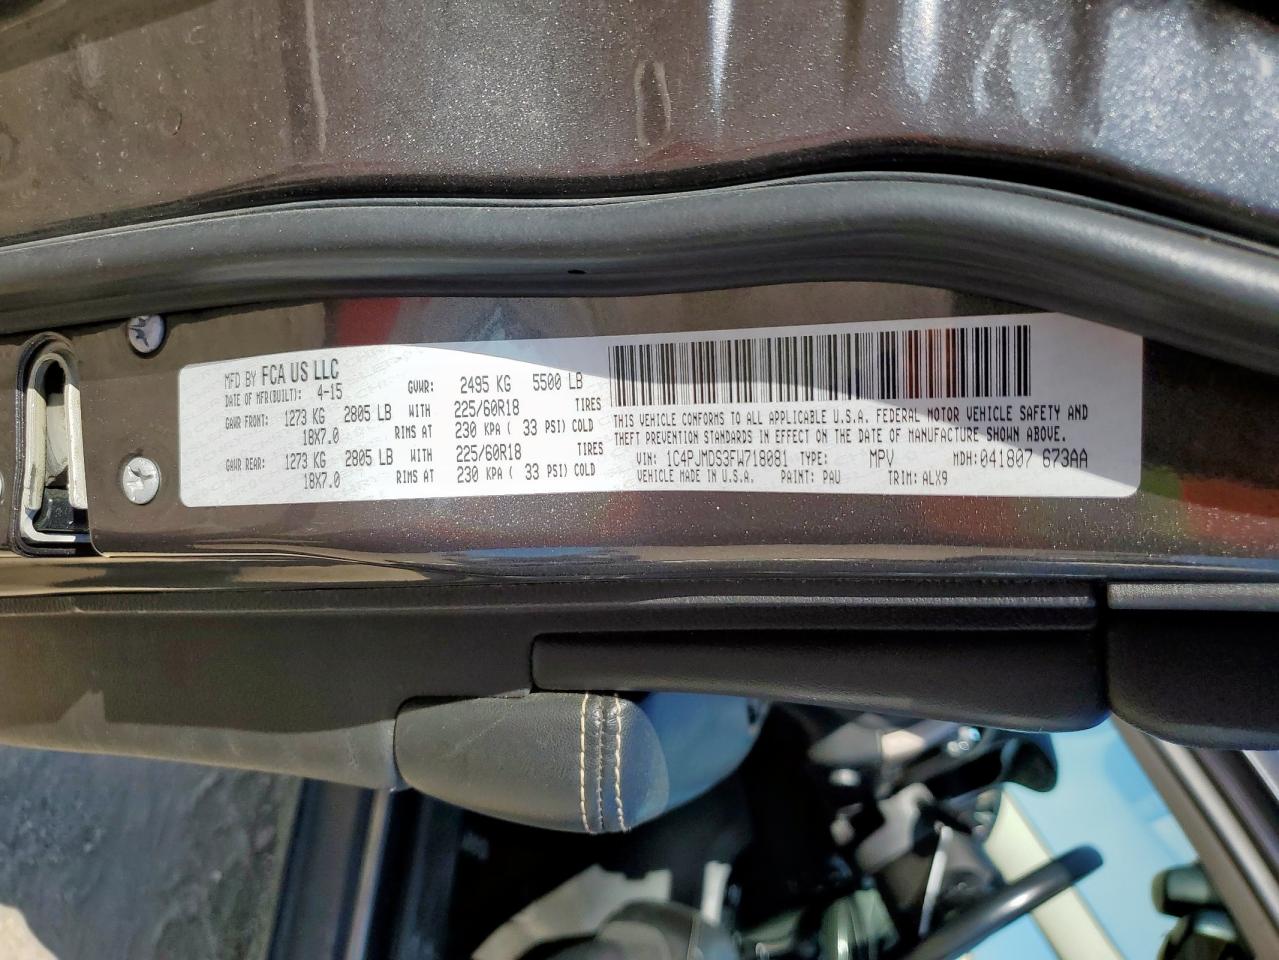 MFD BY FCA US LLC
DATE OF MFR(BUILT): 4-15 GVWR: 2495 KG 5500 LB
GAWR FRONT: 1273 KG 2805 LB WITH 225/60R18 TIRES
18X7.0 RIMS AT 230 KPA ( 33 PSI) COLD
GAWR REAR: 1273 KG 2805 LB WITH 225/60R18 TIRES
18X7.0 RIMS AT 230 KPA ( 33 PSI) COLD
THIS VEHICLE CONFORMS TO ALL APPLICABLE U.S.A. FEDERAL MOTOR VEHICLE SAFETY AND
THEFT PREVENTION STANDARDS IN EFFECT ON THE DATE OF MANUFACTURE SHOWN ABOVE.
VIN: 1C4PJMDS3FW718081 TYPE: MPV MDH:041807 673AA
VEHICLE MADE IN U.S.A. PAINT: PAU TRIM: ALX9